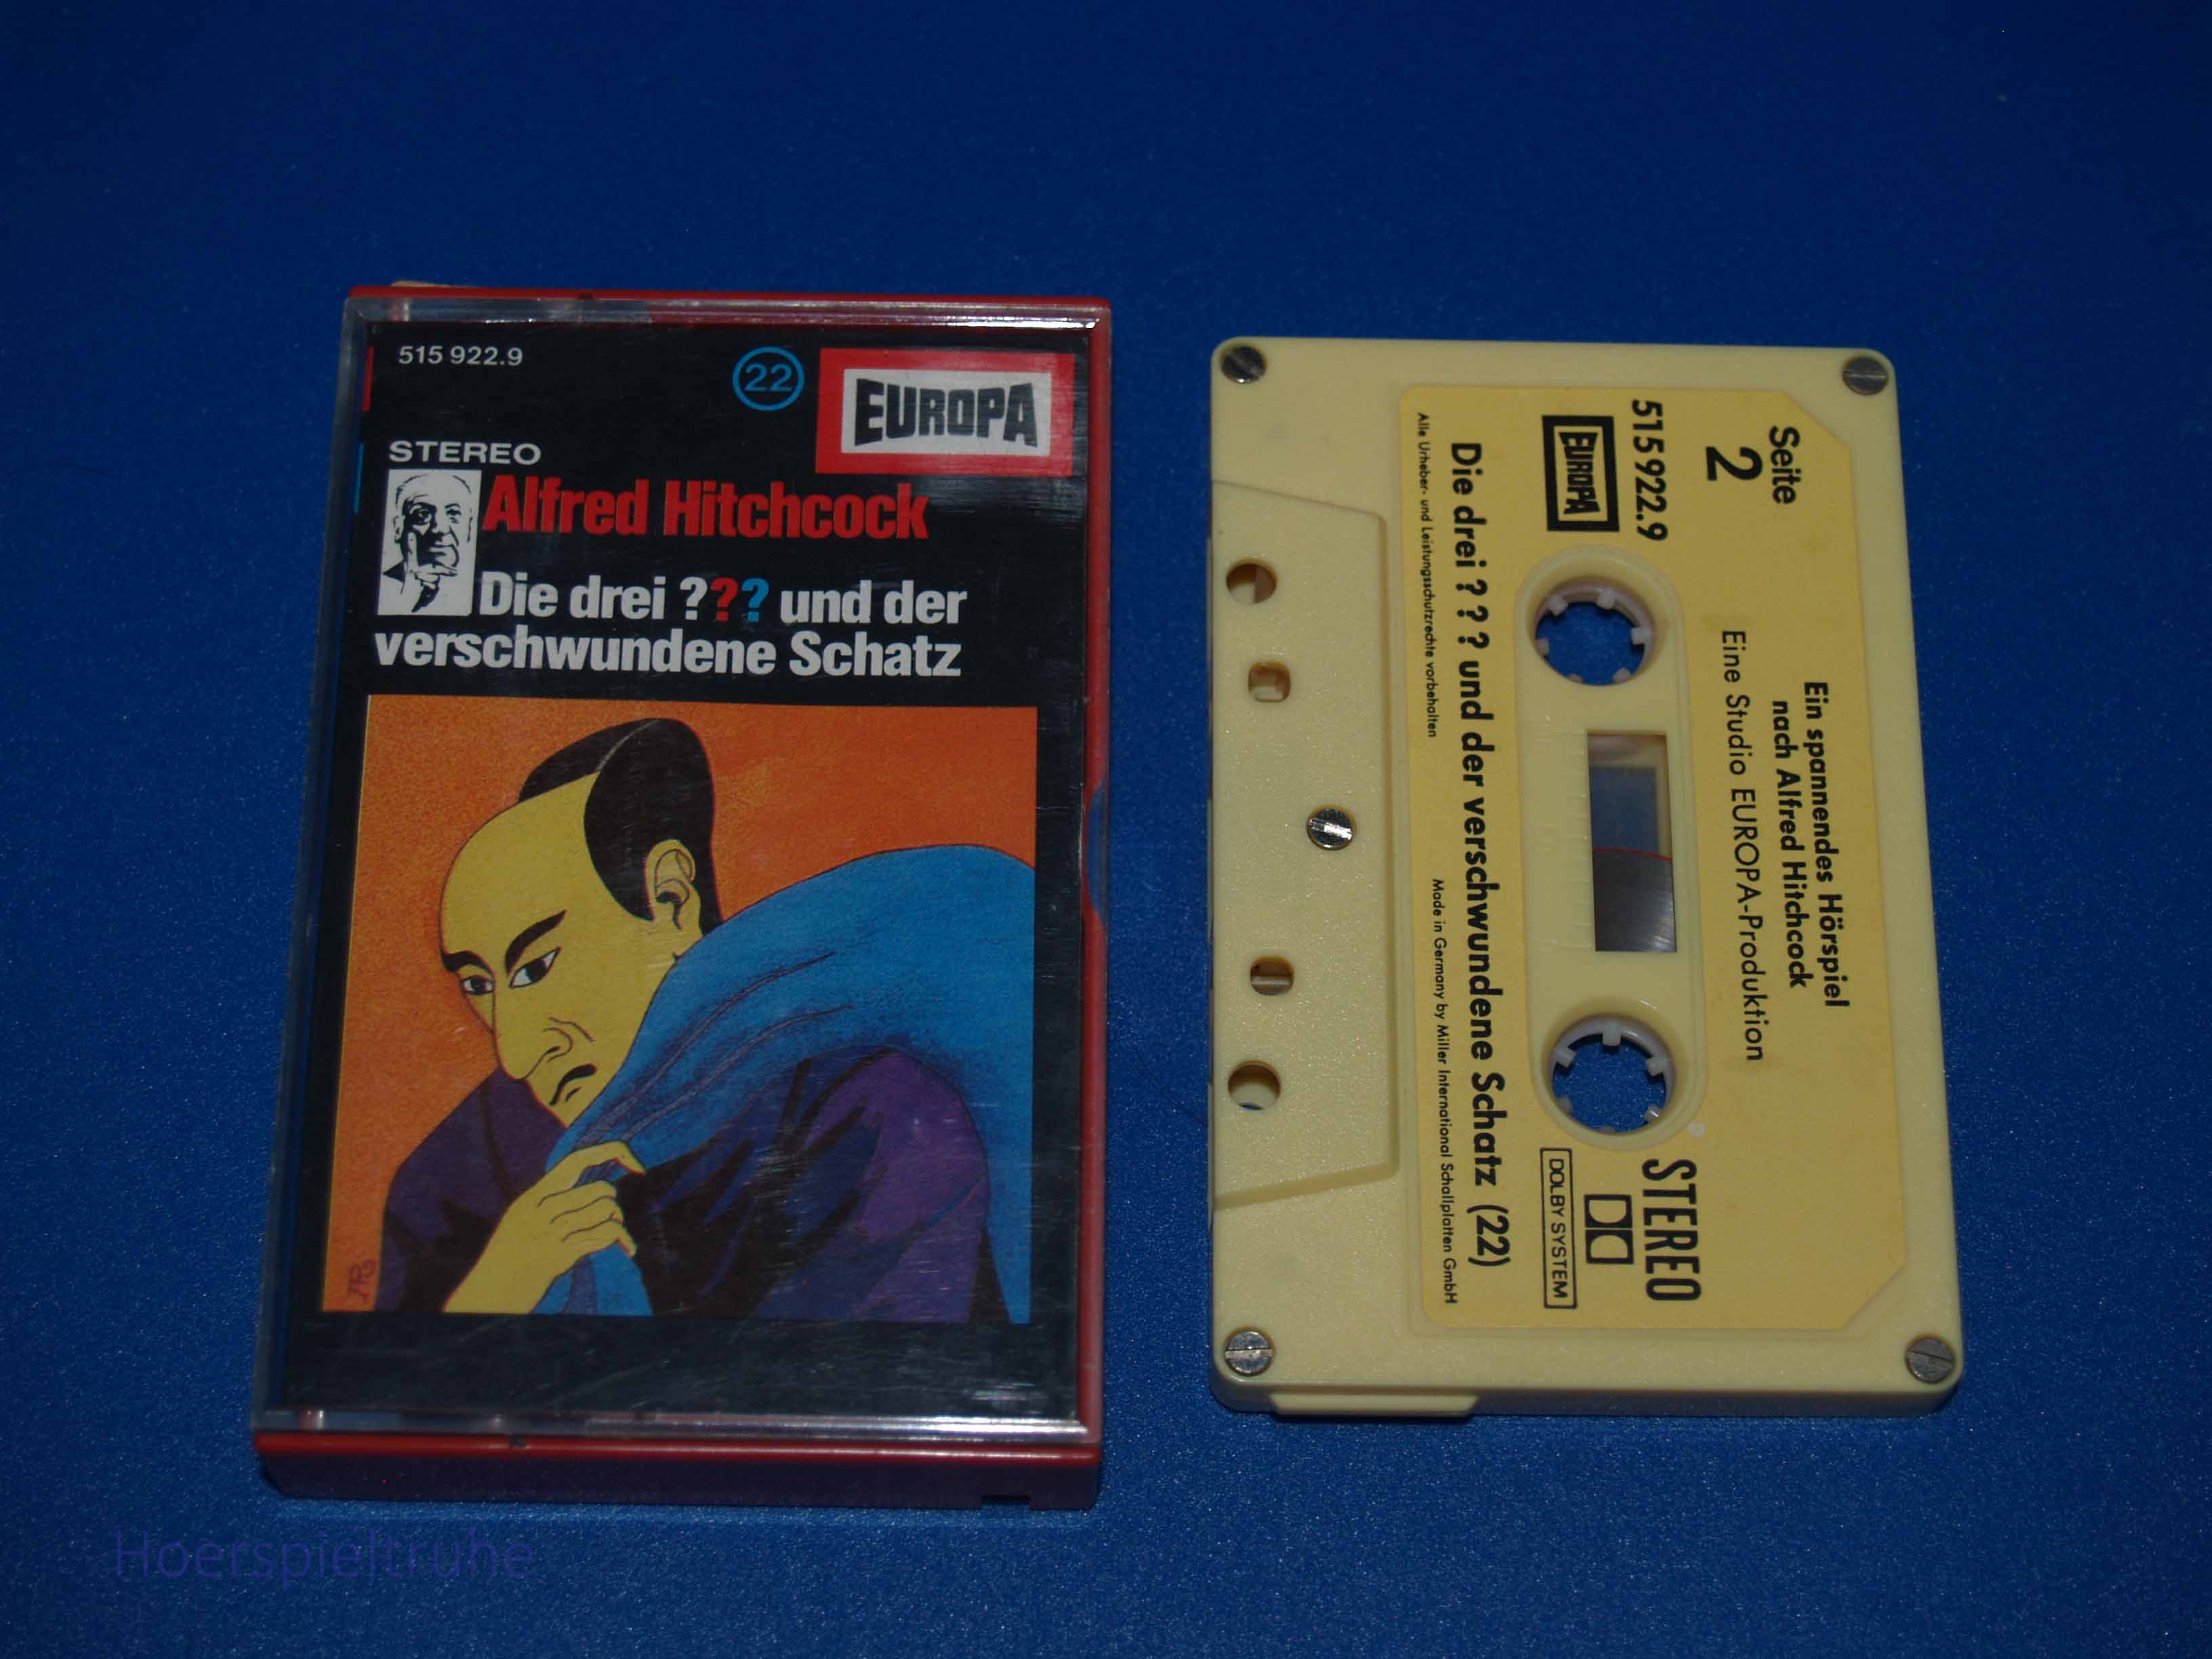 515 922.9
22
EUROPA
STEREO
Alfred Hitchcock
Die drei ??? und der
verschwundene Schatz
Seite
2
Ein spannendes Hörspiel
nach Alfred Hitchcock
Eine Studio EUROPA-Produktion
515 922.9
EUROPA
STEREO
DOLBY SYSTEM
Die drei ? ? ? und der verschwundene Schatz (22)
Alle Urheber- und Leistungsschutzrechte vorbehalten
Made in Germany by Miller International Schallplatten GmbH
Hoerspieltruhe